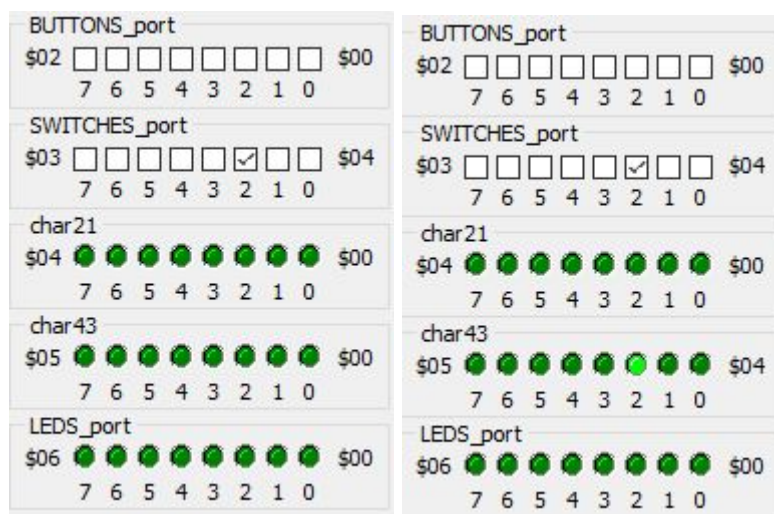 BUTTONS_port
$02 $00
7 6 5 4 3 2 1 0
SWITCHES_port
$03 $04
7 6 5 4 3 2 1 0
char21
$04 $00
7 6 5 4 3 2 1 0
char43
$05 $00
7 6 5 4 3 2 1 0
LEDS_port
$06 $00
7 6 5 4 3 2 1 0
BUTTONS_port
$02 $00
7 6 5 4 3 2 1 0
SWITCHES_port
$03 $04
7 6 5 4 3 2 1 0
char21
$04 $00
7 6 5 4 3 2 1 0
char43
$05 $04
7 6 5 4 3 2 1 0
LEDS_port
$06 $00
7 6 5 4 3 2 1 0